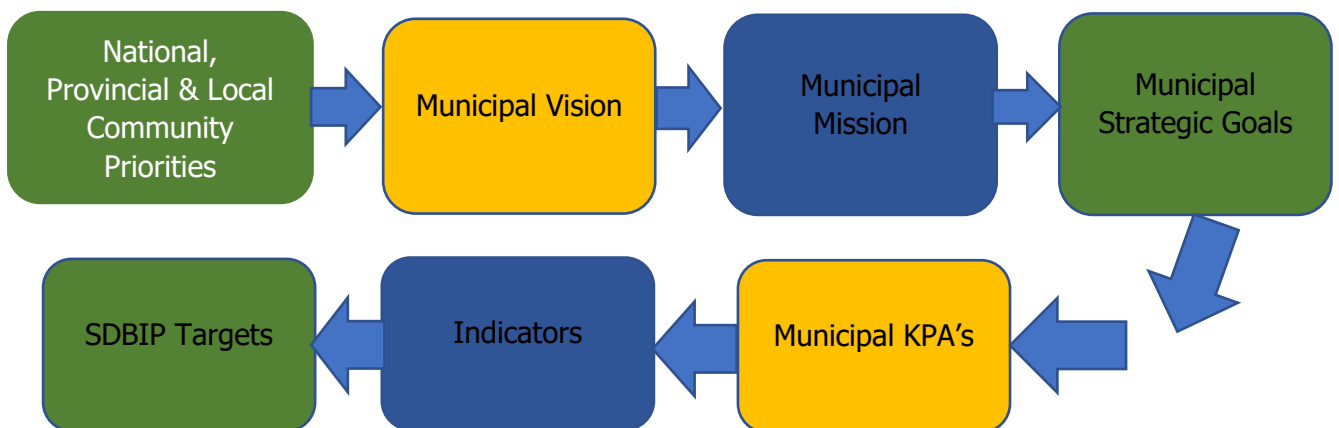 National,
Provincial & Local
Community
Priorities
Municipal Vision
Municipal
Mission
Municipal
Strategic Goals
Municipal KPA’s
Indicators
SDBIP Targets